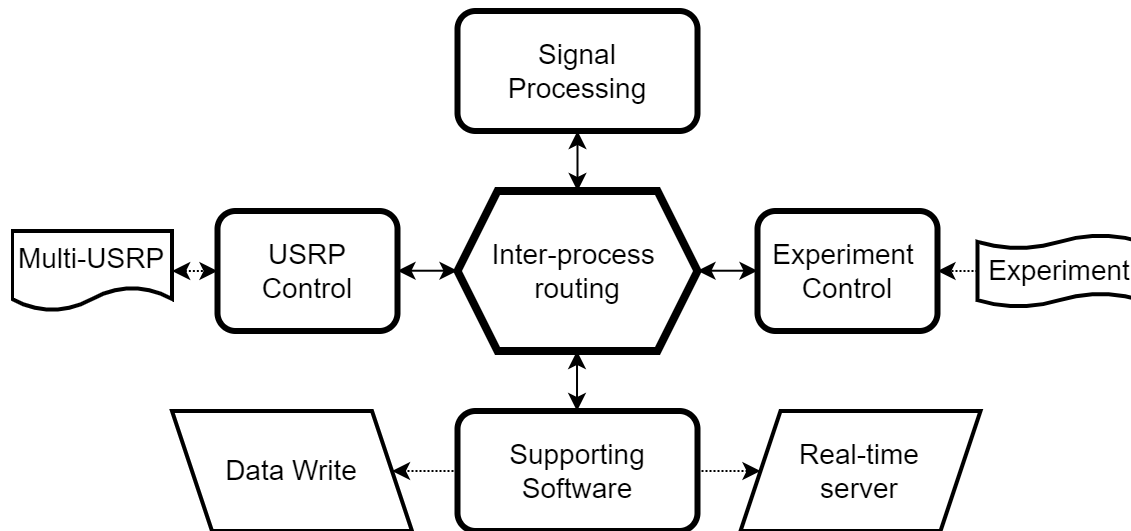 Signal
Processing
Multi-USRP
USRP
Control
Inter-process
routing
Experiment
Control
Experiment
Data Write
Supporting
Software
Real-time
server